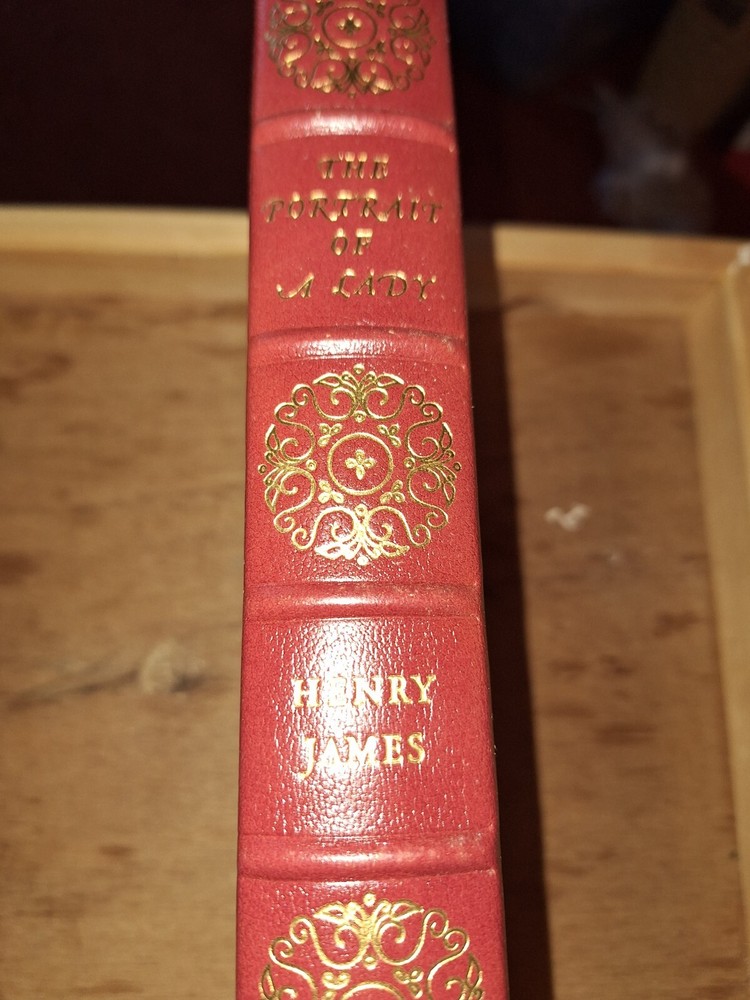 THE
PORTRAIT
OF
A LADY
HENRY
JAMES